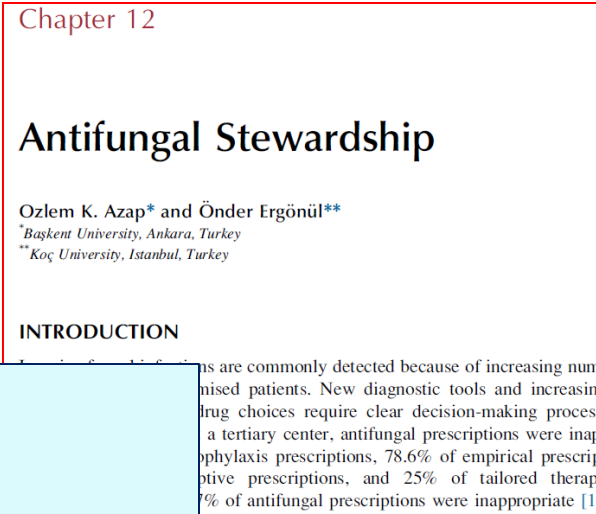 Chapter 12
Antifungal Stewardship
Ozlem K. Azap* and Önder Ergönül**
*Başkent University, Ankara, Turkey
**Koç University, Istanbul, Turkey
INTRODUCTION
are commonly detected because of increasing num
mised patients. New diagnostic tools and increasin
drug choices require clear decision-making proces
a tertiary center, antifungal prescriptions were inap
ophylaxis prescriptions, 78.6% of empirical prescrip
ptive prescriptions, and 25% of tailored therap
7% of antifungal prescriptions were inappropriate [1